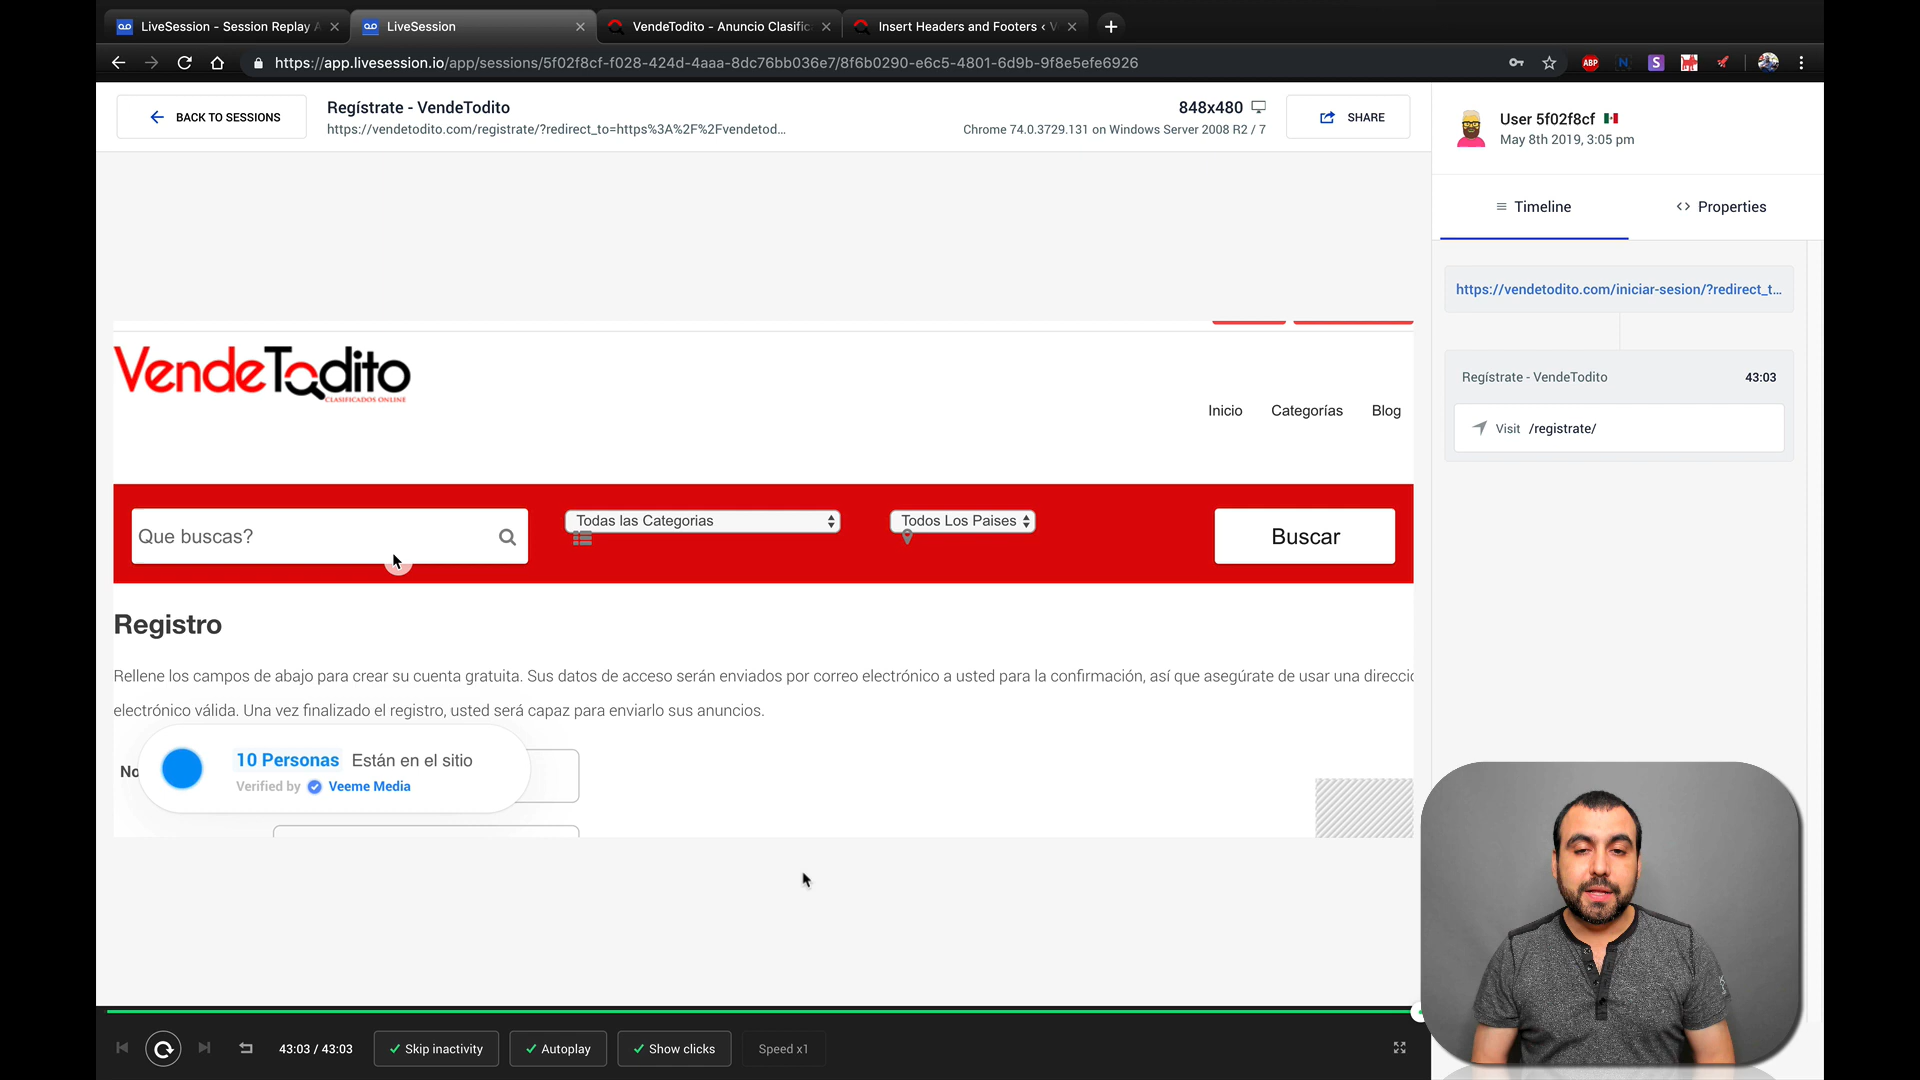 LiveSession - Session Replay A
LiveSession
VendeTodito - Anuncio Clasific
Insert Headers and Footers ‹ V
https://app.livesession.io/app/sessions/5f02f8cf-f028-424d-4aaa-8dc76bb036e7/8f6b0290-e6c5-4801-6d9b-9f8e5efe6926
ABP
N
S
BACK TO SESSIONS
Regístrate - VendeTodito
https://vendetodito.com/registrate/?redirect_to=https%3A%2F%2Fvendetod...
848x480
Chrome 74.0.3729.131 on Windows Server 2008 R2 / 7
SHARE
User 5f02f8cf
May 8th 2019, 3:05 pm
Timeline
Properties
https://vendetodito.com/iniciar-sesion/?redirect_t...
Regístrate - VendeTodito 43:03
Visit /registrate/
VendeTodito
CLASIFICADOS ONLINE
Inicio Categorías Blog
Que buscas?
Todas las Categorias
Todos Los Paises
Buscar
Registro
Rellene los campos de abajo para crear su cuenta gratuita. Sus datos de acceso serán enviados por correo electrónico a usted para la confirmación, así que asegúrate de usar una direcci
electrónico válida. Una vez finalizado el registro, usted será capaz para enviarlo sus anuncios.
No
10 Personas Están en el sitio
Verified by Veeme Media
43:03 / 43:03
Skip inactivity
Autoplay
Show clicks
Speed x1